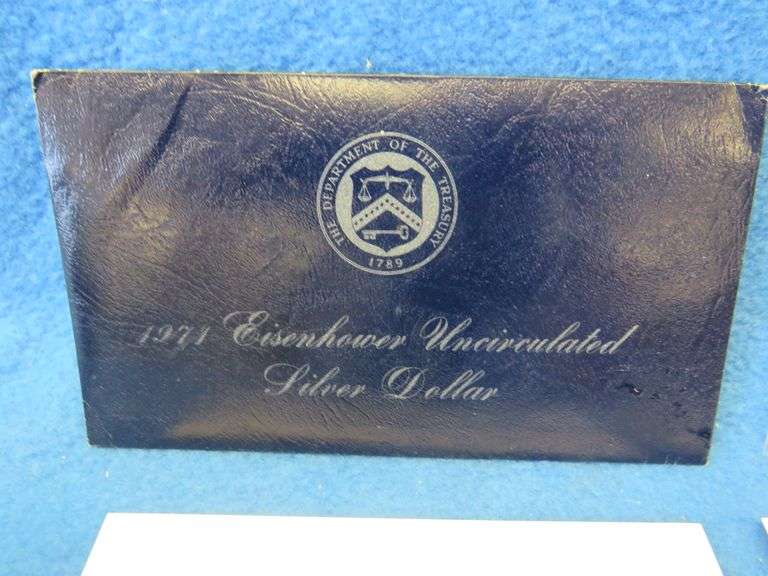 THE DEPARTMENT OF THE TREASURY
1789
1971 Eisenhower Uncirculated
Silver Dollar